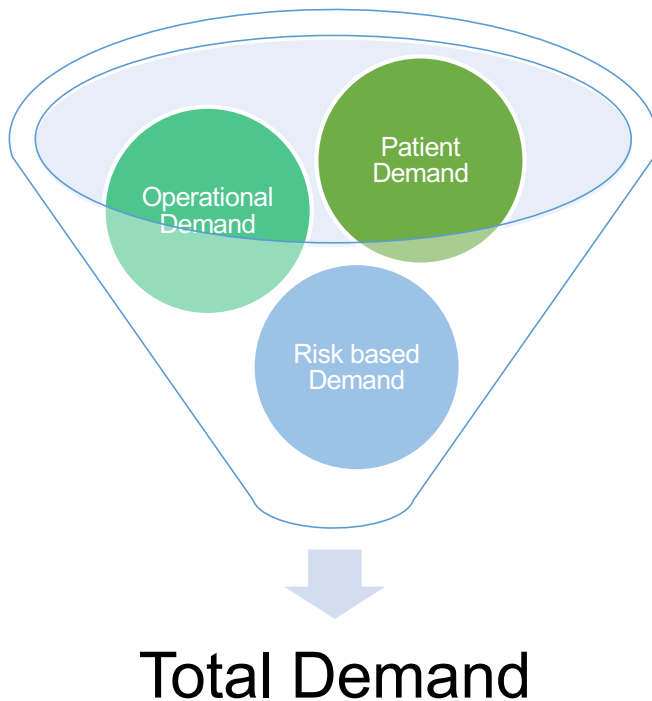 Patient
Demand
Operational
Demand
Risk based
Demand
Total Demand